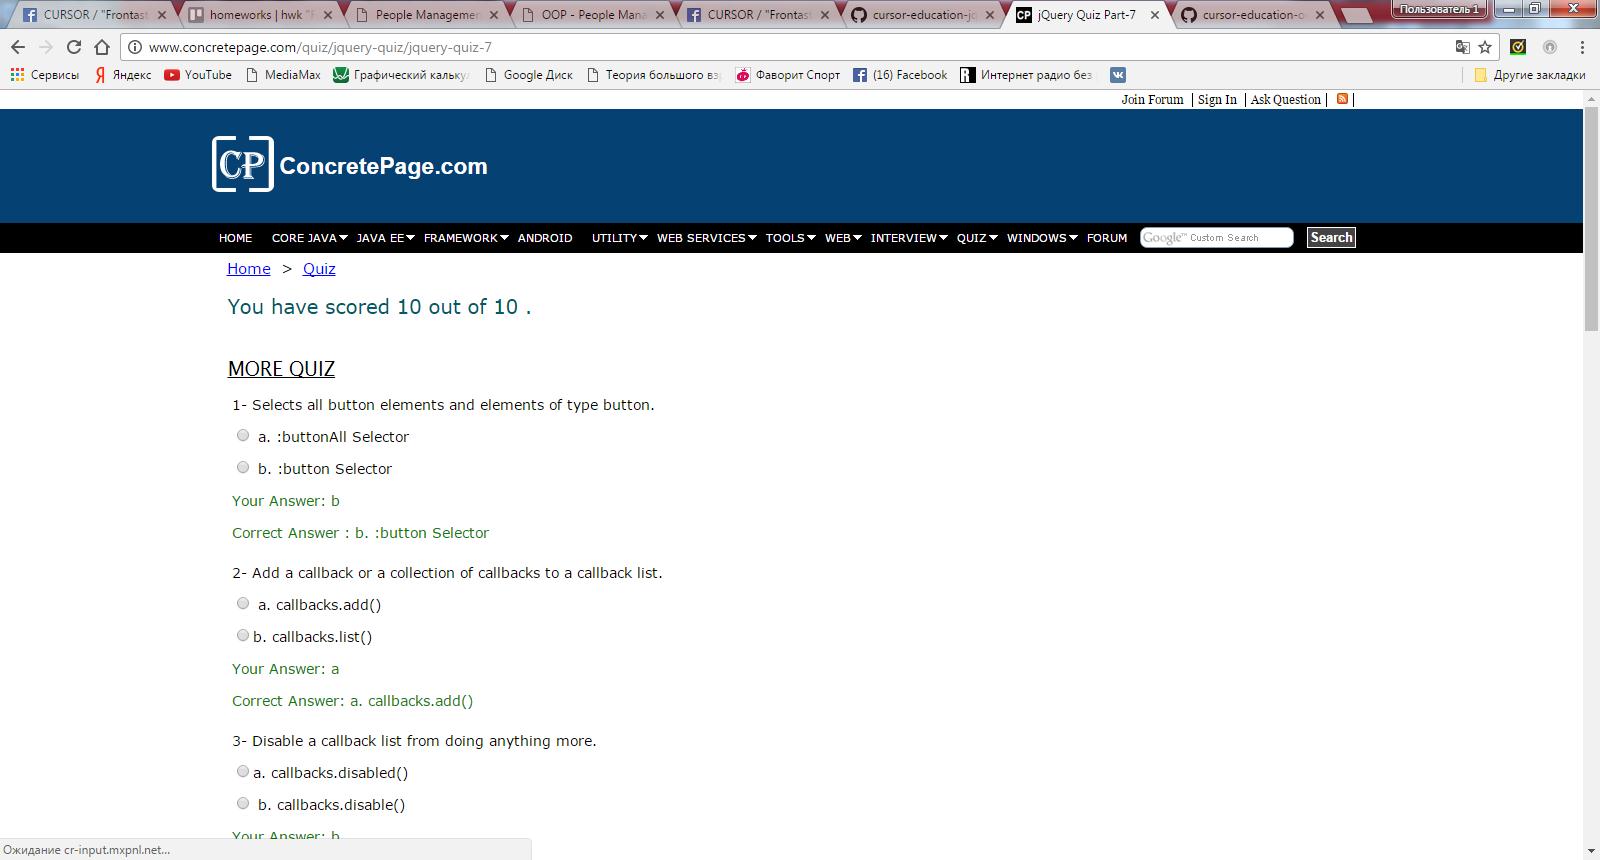 CURSOR / "Frontast
homeworks | hwk "F
People Managemen
OOP - People Mana
CURSOR / "Frontast
cursor-education-jq
CP jQuery Quiz Part-7
cursor-education-o
Пользователь 1
www.concretepage.com/quiz/jquery-quiz/jquery-quiz-7
Сервисы Яндекс YouTube MediaMax Графический кальку Google Диск Теория большого вз Фаворит Спорт (16) Facebook Интернет радио без Другие закладки
Join Forum | Sign In | Ask Question |
CP ConcretePage.com
HOME CORE JAVA JAVA EE FRAMEWORK ANDROID UTILITY WEB SERVICES TOOLS WEB INTERVIEW QUIZ WINDOWS FORUM Google™ Custom Search Search
Home > Quiz
You have scored 10 out of 10 .
MORE QUIZ
1- Selects all button elements and elements of type button.
a. :buttonAll Selector
b. :button Selector
Your Answer: b
Correct Answer : b. :button Selector
2- Add a callback or a collection of callbacks to a callback list.
a. callbacks.add()
b. callbacks.list()
Your Answer: a
Correct Answer: a. callbacks.add()
3- Disable a callback list from doing anything more.
a. callbacks.disabled()
b. callbacks.disable()
Your Answer: b
Ожидание cr-input.mxpnl.net...